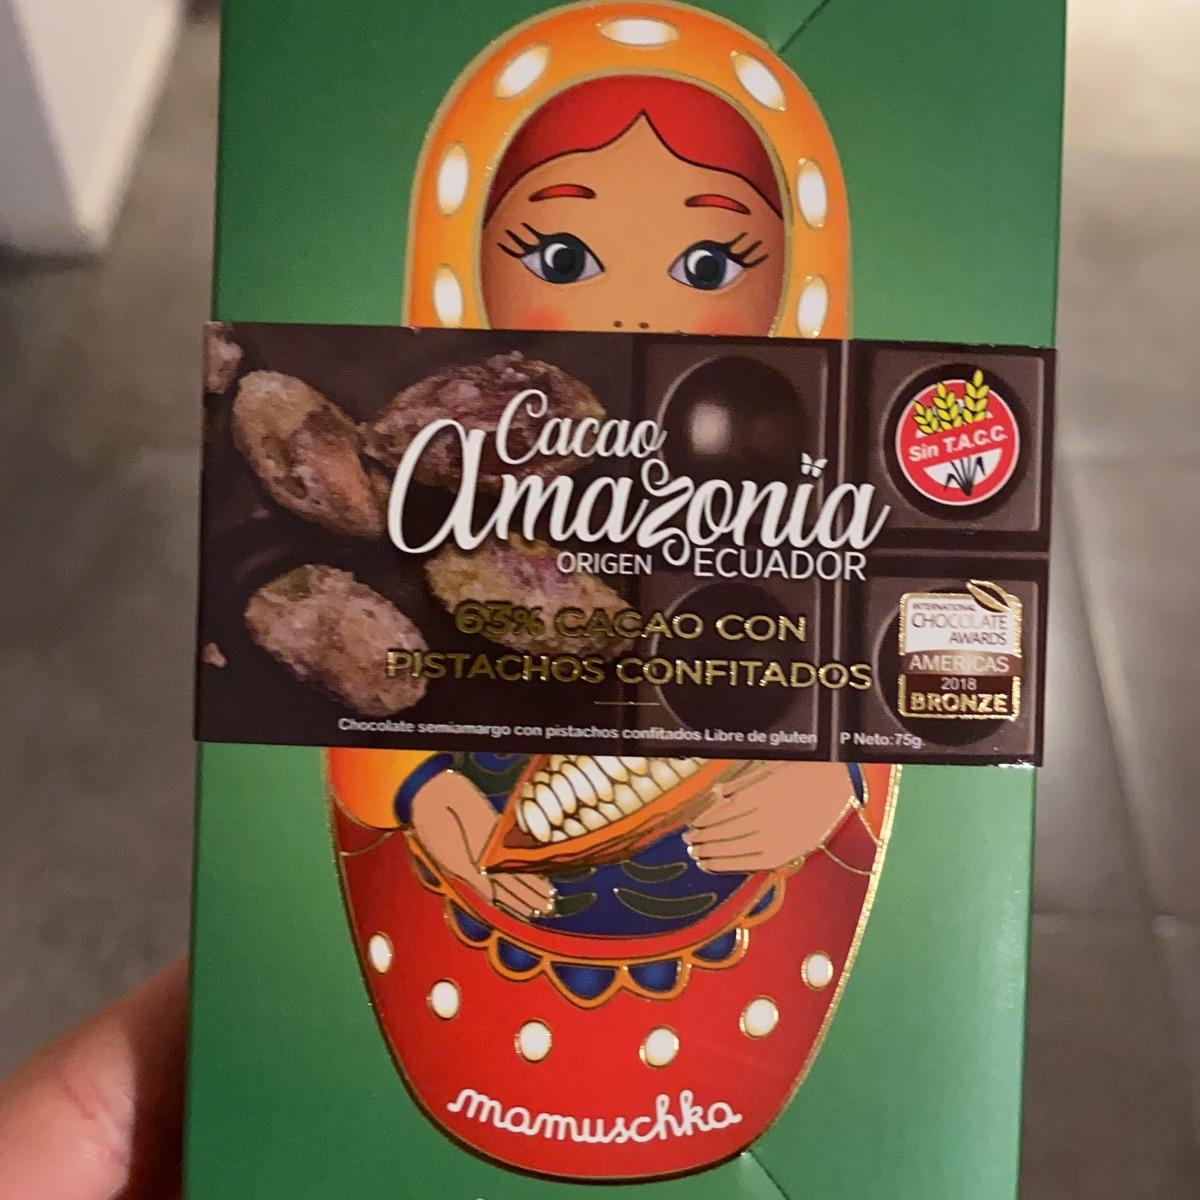 Cacao
Amazonia
ORIGEN ECUADOR
63% CACAO CON
PISTACHOS CONFITADOS
Chocolate semiamargo con pistachos confitados Libre de gluten
P Neto:75g.
Sin T.A.C.C.
INTERNATIONAL
CHOCOLATE
AWARDS
AMERICAS
2018
BRONZE
mamuschka